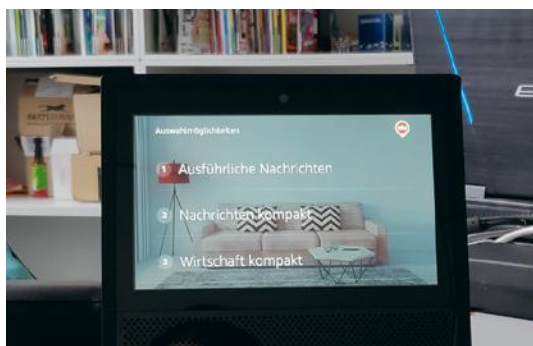 Auswahlmöglichkeiten
1 Ausführliche Nachrichten
2 Nachrichten kompakt
3 Wirtschaft kompakt